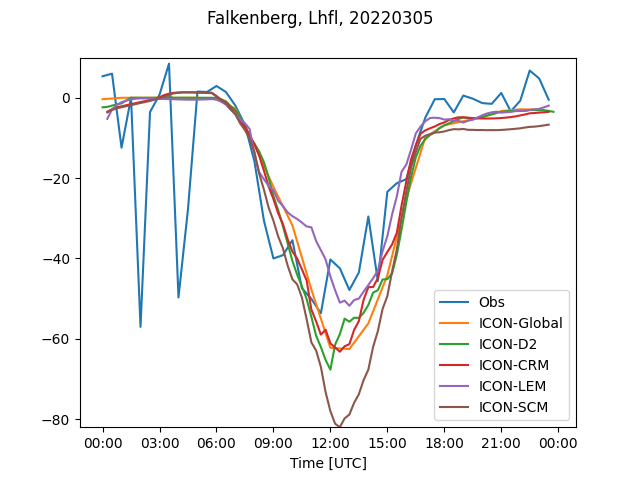 Falkenberg, Lhfl, 20220305
0
−20
−40
−60
−80
Obs
ICON-Global
ICON-D2
ICON-CRM
ICON-LEM
ICON-SCM
00:00 03:00 06:00 09:00 12:00 15:00 18:00 21:00 00:00
Time [UTC]